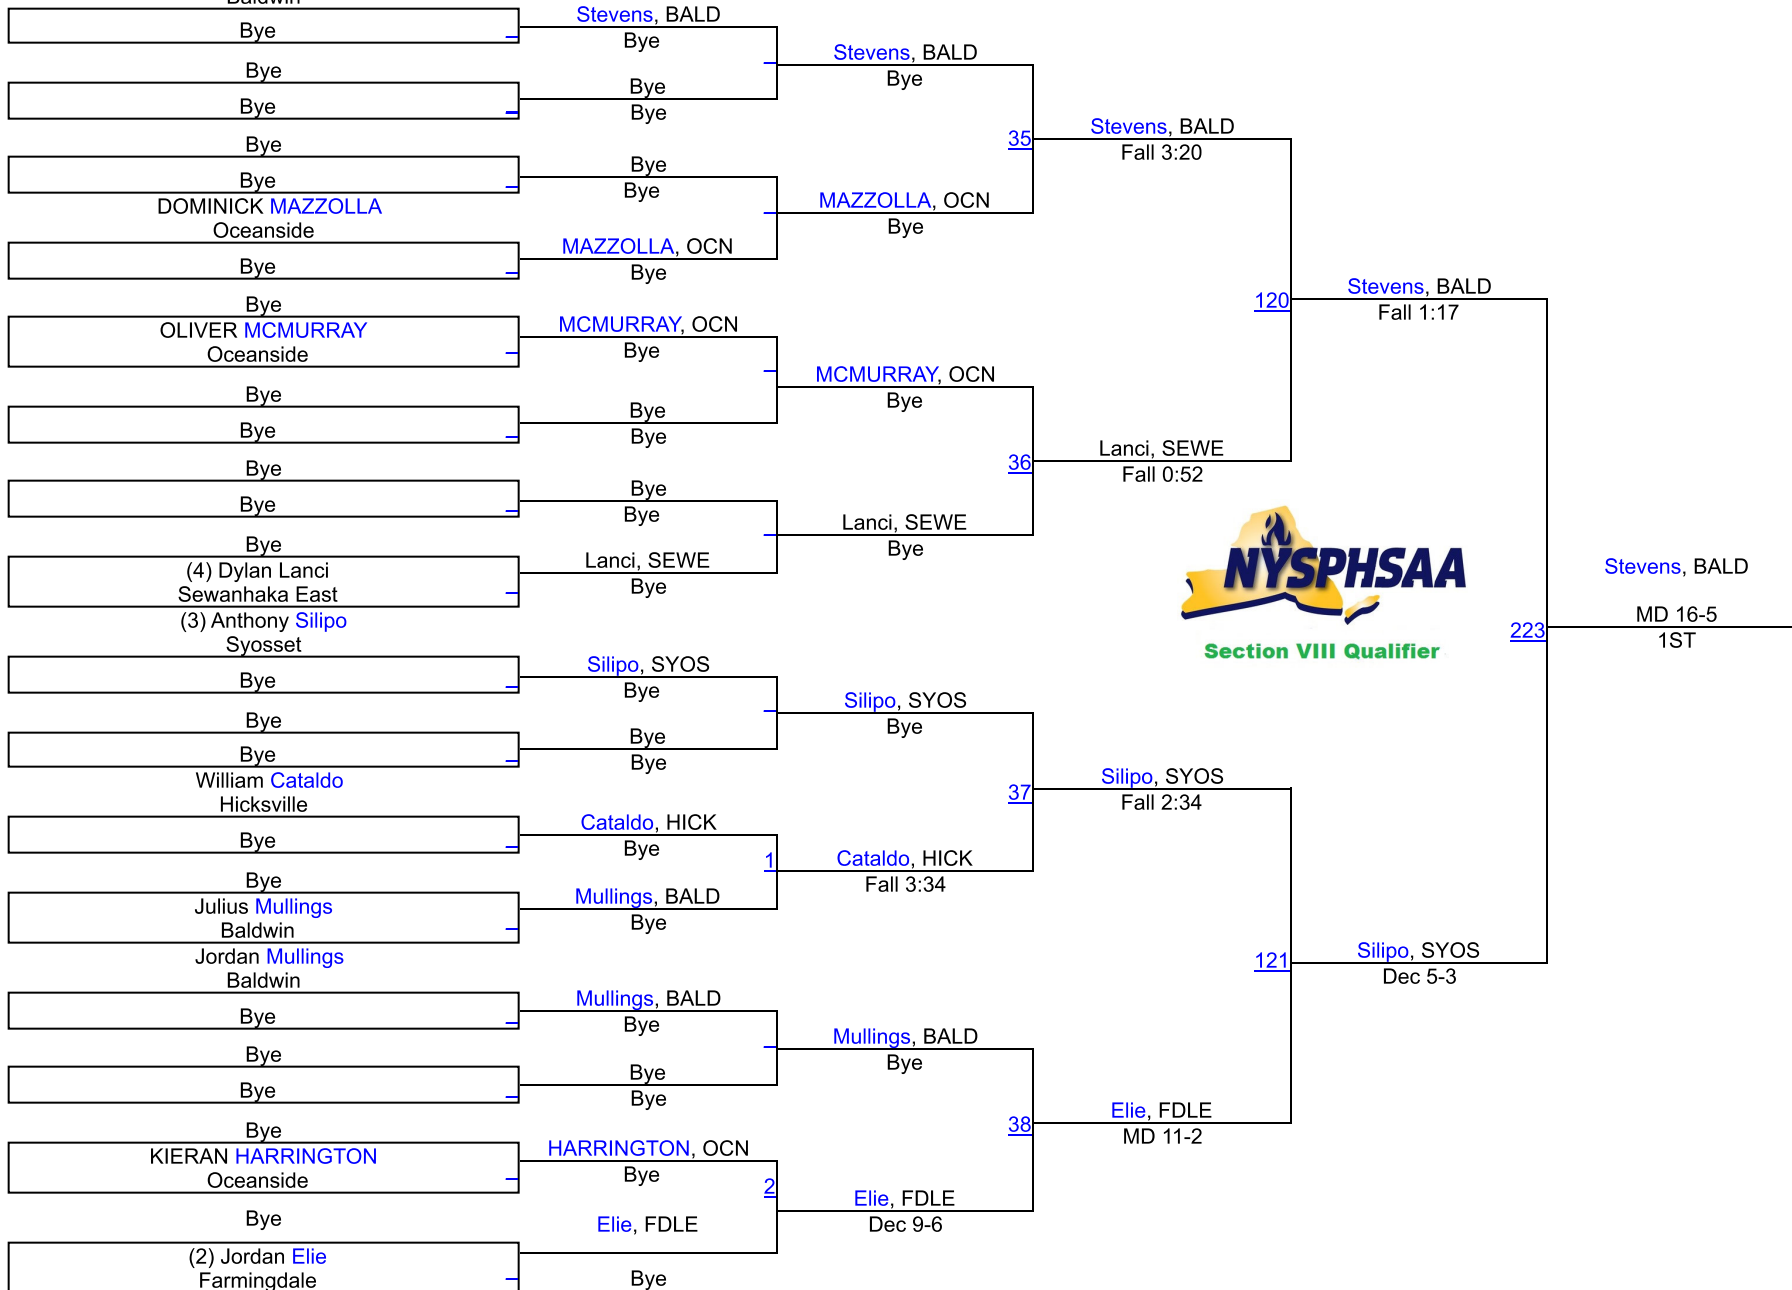 Baldwin
Bye
Bye
Bye
Bye
Bye
DOMINICK MAZZOLLA
Oceanside
Bye
Bye
OLIVER MCMURRAY
Oceanside
Bye
Bye
Bye
Bye
Bye
(4) Dylan Lanci
Sewanhaka East
(3) Anthony Silipo
Syosset
Bye
Bye
Bye
William Cataldo
Hicksville
Bye
Bye
Julius Mullings
Baldwin
Jordan Mullings
Baldwin
Bye
Bye
Bye
Bye
KIERAN HARRINGTON
Oceanside
Bye
(2) Jordan Elie
Farmingdale
Stevens, BALD
Bye
Bye
Bye
Bye
Bye
MAZZOLLA, OCN
Bye
MCMURRAY, OCN
Bye
Bye
Bye
Bye
Bye
Lanci, SEWE
Bye
Silipo, SYOS
Bye
Bye
Bye
Cataldo, HICK
Bye
1
Mullings, BALD
Bye
Mullings, BALD
Bye
Bye
Bye
HARRINGTON, OCN
Bye
2
Elie, FDLE
Bye
Stevens, BALD
Bye
35
MAZZOLLA, OCN
Bye
MCMURRAY, OCN
Bye
36
Lanci, SEWE
Bye
Silipo, SYOS
Bye
37
Cataldo, HICK
Fall 3:34
Mullings, BALD
Bye
38
Elie, FDLE
Dec 9-6
Stevens, BALD
Fall 3:20
120
Lanci, SEWE
Fall 0:52
Silipo, SYOS
Fall 2:34
121
Elie, FDLE
MD 11-2
Stevens, BALD
Fall 1:17
NYSPHSAA
Section VIII Qualifier
223
Silipo, SYOS
Dec 5-3
Stevens, BALD
MD 16-5
1ST